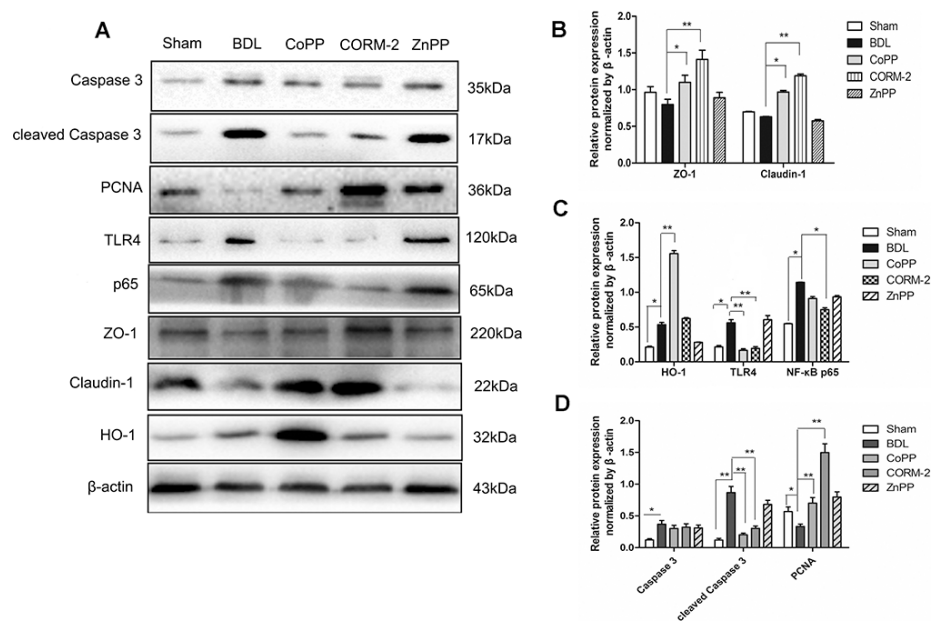 A
Sham BDL CoPP CORM-2 ZnPP
Caspase 3 35kDa
cleaved Caspase 3 17kDa
PCNA 36kDa
TLR4 120kDa
p65 65kDa
ZO-1 220kDa
Claudin-1 22kDa
HO-1 32kDa
β-actin 43kDa
B
Relative protein expression
normalized by β -actin
2.0
1.5
1.0
0.5
0.0
* ** * **
ZO-1 Claudin-1
Sham
BDL
CoPP
CORM-2
ZnPP
C
Relative protein expression
normalized by β -actin
2.0
1.5
1.0
0.5
0.0
* ** * ** ** * *
HO-1 TLR4 NF-κB p65
Sham
BDL
CoPP
CORM-2
ZnPP
D
Relative protein expression
normalized by β -actin
2.0
1.5
1.0
0.5
0.0
* ** ** ** * ** **
Caspase 3
cleaved Caspase 3
PCNA
Sham
BDL
CoPP
CORM-2
ZnPP